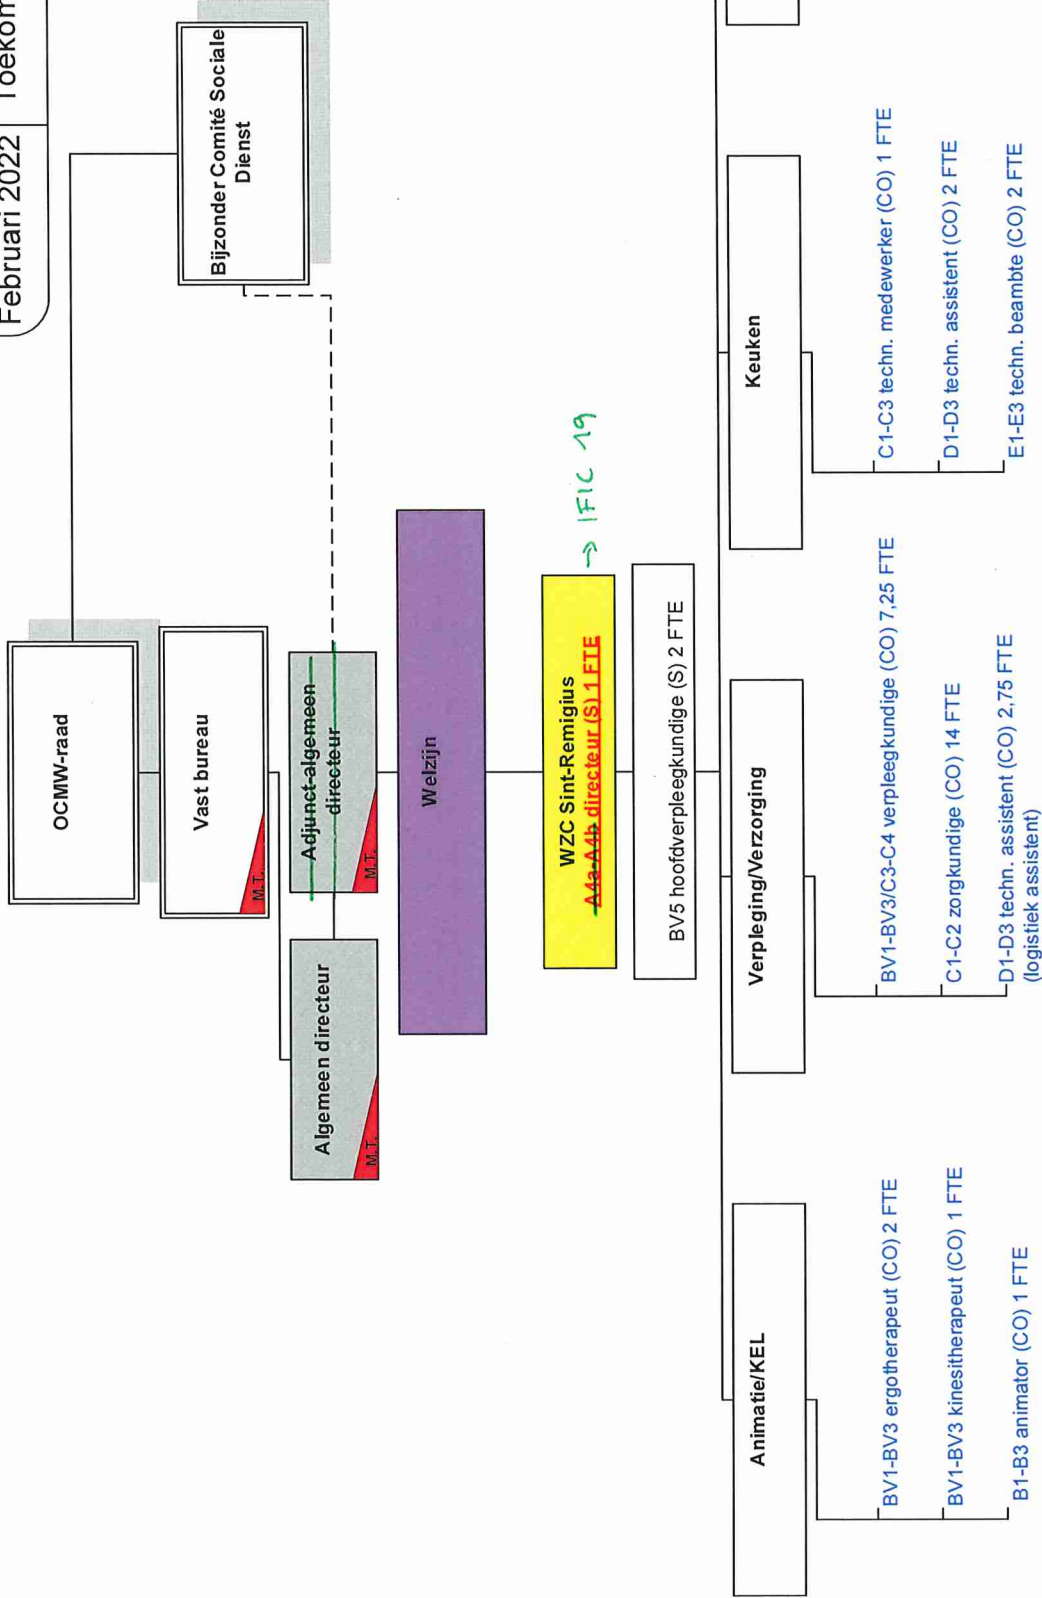 Februari 2022
OCMW-raad
Vast bureau
M.T.
Bijzonder Comité Sociale
Dienst
Algemeen directeur
M.T.
Adjunct-algemeen
directeur
M.T.
Welzijn
WZC Sint-Remigius
A4a-A4b directeur (S) 1 FTE
→ IFIC 19
BV5 hoofdverpleegkundige (S) 2 FTE
Animatie/KEL
BV1-BV3 ergotherapeut (CO) 2 FTE
BV1-BV3 kinesitherapeut (CO) 1 FTE
B1-B3 animator (CO) 1 FTE
Verpleging/Verzorging
BV1-BV3/C3-C4 verpleegkundige (CO) 7,25 FTE
C1-C2 zorgkundige (CO) 14 FTE
D1-D3 techn. assistent (CO) 2,75 FTE
(logistiek assistent)
Keuken
C1-C3 techn. medewerker (CO) 1 FTE
D1-D3 techn. assistent (CO) 2 FTE
E1-E3 techn. beambte (CO) 2 FTE